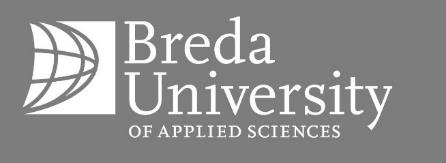 Breda
University
OF APPLIED SCIENCES